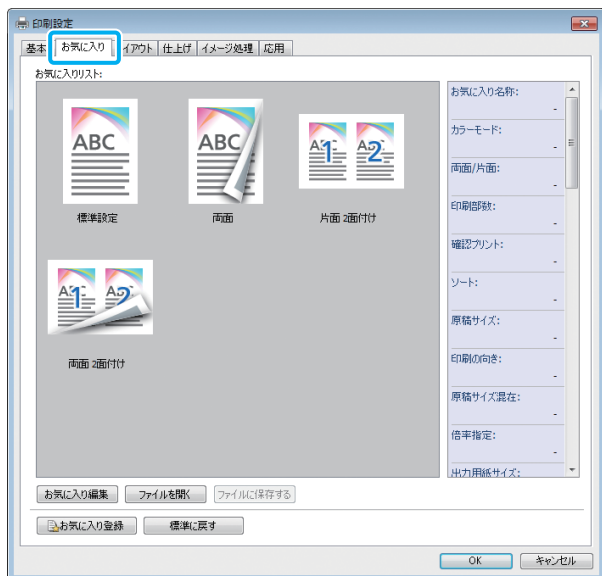 印刷設定
基本 お気に入り イアウト 仕上げ イメージ処理 応用
お気に入りリスト:
ABC
標準設定
ABC
両面
ABC ABC
1 2
片面 2面付け
1 2
両面 2面付け
お気に入り名称:
-
カラーモード:
-
両面/片面:
-
印刷部数:
-
確認プリント:
-
ソート:
-
原稿サイズ:
-
印刷の向き:
-
原稿サイズ混在:
-
倍率指定:
-
出力用紙サイズ:
お気に入り編集 ファイルを開く ファイルに保存する
お気に入り登録 標準に戻す
OK キャンセル